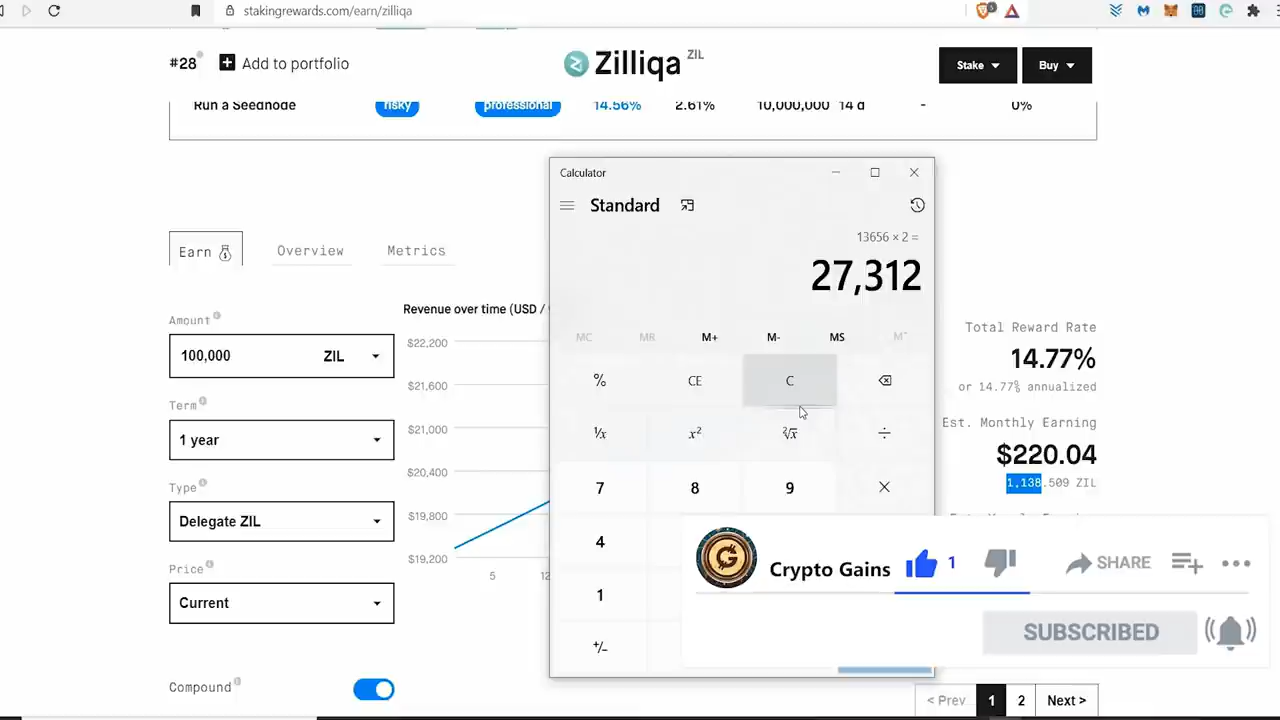 stakingrewards.com/earn/zilliqa
#28 Add to portfolio
Zilliqa ZIL
Stake
Buy
Run a Seednode risky professional 14.56% 2.61% 10,000,000 14 d - 0%
Calculator
Standard
13656 × 2 =
27,312
MC MR M+ M- MS
% CE C
¹/x x² ²√x ÷
7 8 9 ×
4
1
+/-
Earn Overview Metrics
Revenue over time (USD /
Amount
100,000 ZIL
Term
1 year
Type
Delegate ZIL
Price
Current
Compound
$22,200
$21,600
$21,000
$20,400
$19,800
$19,200
5 12
Total Reward Rate
14.77%
or 14.77% annualized
Est. Monthly Earning
$220.04
1,138.509 ZIL
Crypto Gains
1
SHARE
SUBSCRIBED
< Prev 1 2 Next >